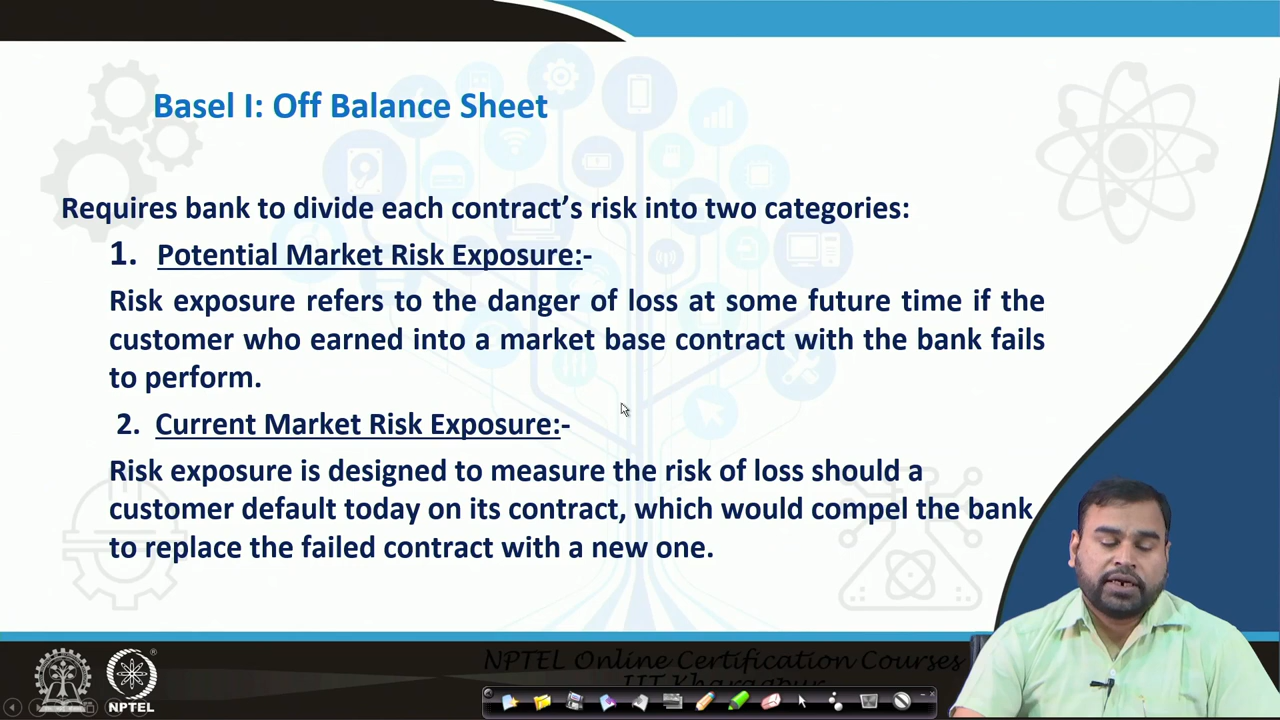 Basel I: Off Balance Sheet
Requires bank to divide each contract's risk into two categories:
1. Potential Market Risk Exposure:-
Risk exposure refers to the danger of loss at some future time if the
customer who earned into a market base contract with the bank fails
to perform.
2. Current Market Risk Exposure:-
Risk exposure is designed to measure the risk of loss should a
customer default today on its contract, which would compel the bank
to replace the failed contract with a new one.
NPTEL Online Certification Courses
IIT Kharagpur
NPTEL